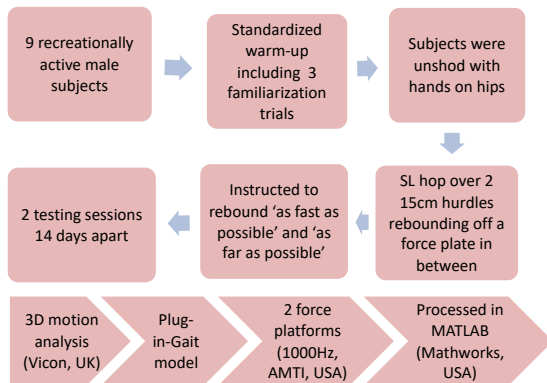 9 recreationally
active male
subjects
Standardized
warm-up
including 3
familiarization
trials
Subjects were
unshod with
hands on hips
SL hop over 2
15cm hurdles
rebounding off a
force plate in
between
Instructed to
rebound ‘as fast as
possible’ and ‘as
far as possible’
2 testing sessions
14 days apart
3D motion
analysis
(Vicon, UK)
Plug-
in-Gait
model
2 force
platforms
(1000Hz,
AMTI, USA)
Processed in
MATLAB
(Mathworks,
USA)